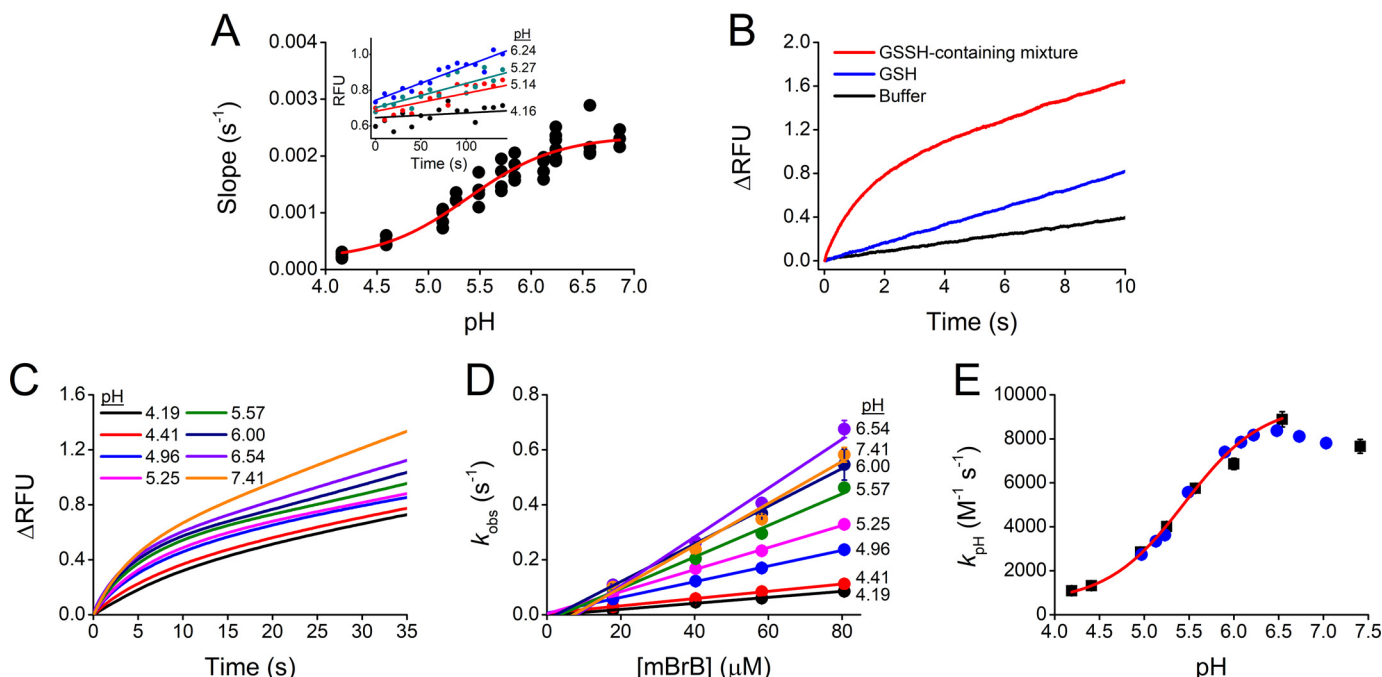 A
0.004
0.003
0.002
0.001
0.000
Slope (s⁻¹)
4.0 4.5 5.0 5.5 6.0 6.5 7.0
pH
1.0
0.8
0.6
RFU
0 50 100
Time (s)
pH
6.24
5.27
5.14
4.16
B
2.0
1.6
1.2
0.8
0.4
0.0
ΔRFU
GSSH-containing mixture
GSH
Buffer
0 2 4 6 8 10
Time (s)
C
1.6
1.2
0.8
0.4
0.0
ΔRFU
pH
4.19 5.57
4.41 6.00
4.96 6.54
5.25 7.41
0 5 10 15 20 25 30 35
Time (s)
D
0.8
0.6
0.4
0.2
0.0
kobs (s⁻¹)
pH
6.54
7.41
6.00
5.57
5.25
4.96
4.41
4.19
0 20 40 60 80
[mBrB] (μM)
E
10000
8000
6000
4000
2000
0
kpH (M⁻¹ s⁻¹)
4.0 4.5 5.0 5.5 6.0 6.5 7.0 7.5
pH